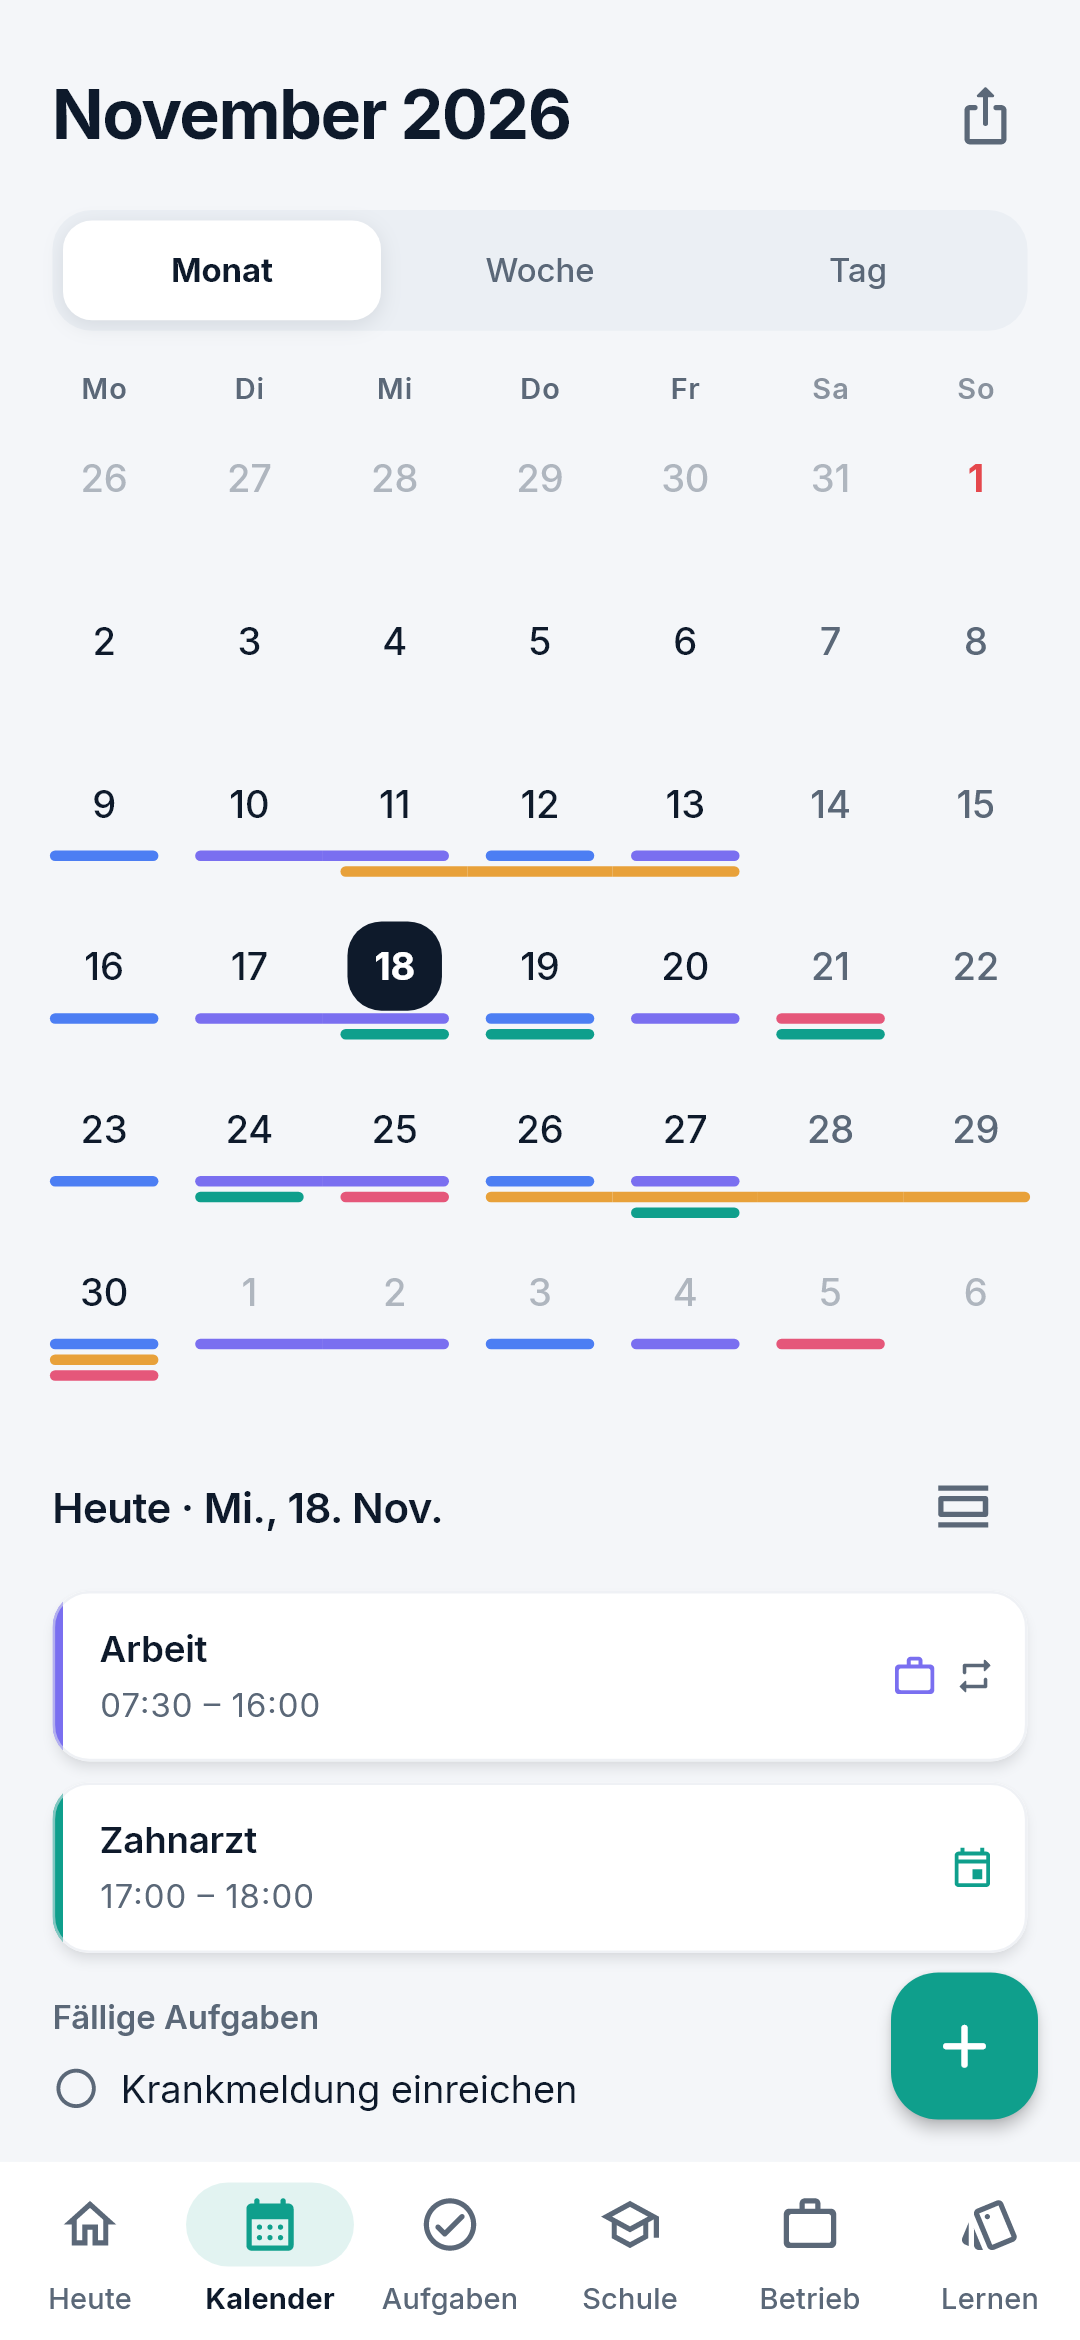 November 2026
Monat Woche Tag
Mo Di Mi Do Fr Sa So
26 27 28 29 30 31 1
2 3 4 5 6 7 8
9 10 11 12 13 14 15
16 17 18 19 20 21 22
23 24 25 26 27 28 29
30 1 2 3 4 5 6
Heute · Mi., 18. Nov.
Arbeit
07:30 – 16:00
Zahnarzt
17:00 – 18:00
Fällige Aufgaben
Krankmeldung einreichen
Heute Kalender Aufgaben Schule Betrieb Lernen